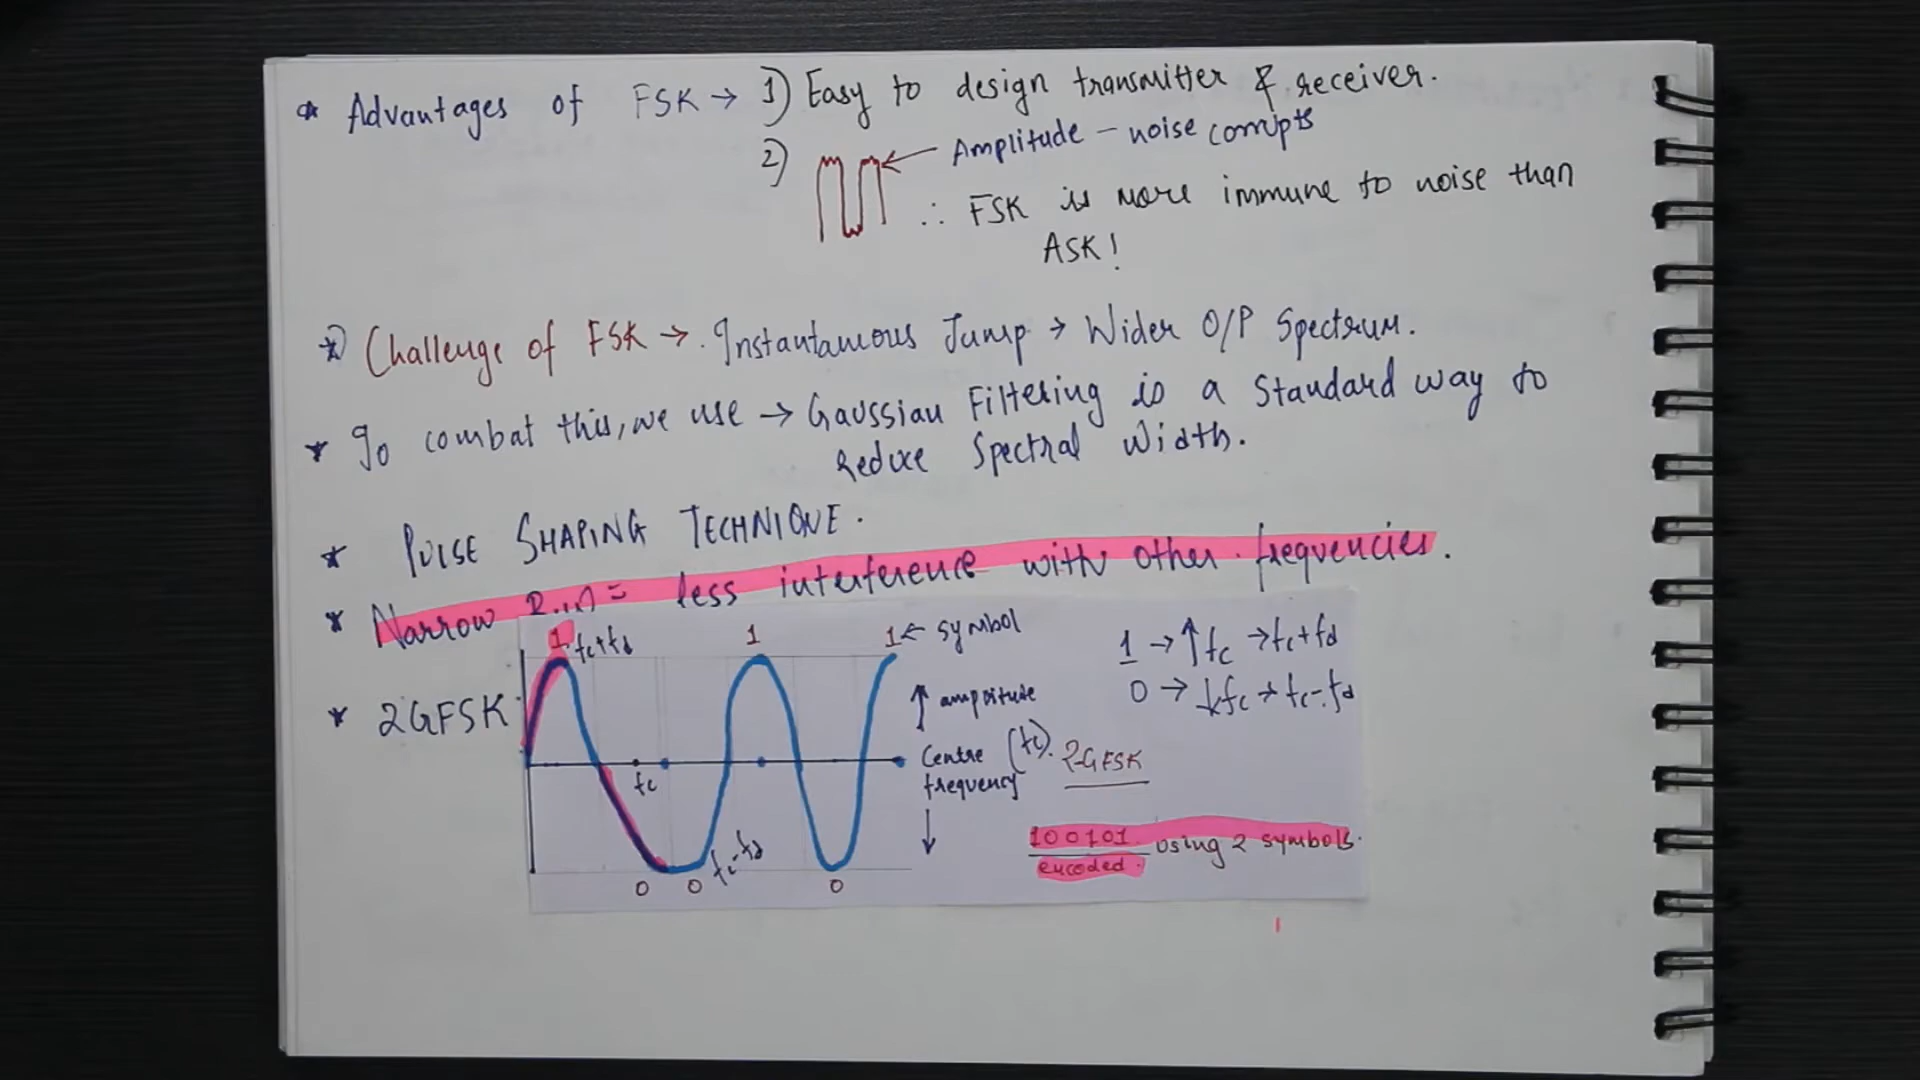 * Advantages of FSK → 1) Easy to design transmitter & receiver.
2) Amplitude - noise corrupts
∴ FSK is more immune to noise than
ASK!
* Challenge of FSK → Instantaneous Jump → Wider O/P Spectrum.
* To combat this, we use → Gaussian Filtering is a Standard way to
reduce Spectral Width.
* PULSE SHAPING TECHNIQUE.
* Narrow = less interference with other frequencies.
1 fc+fd 1 1 ← symbol
1 → ↑fc → fc+fd
0 → ↓fc → fc-fd
* 2GFSK
↑ amplitude
Centre (fc).
frequency
↓
2-GFSK
fc
fc-fd
0 0 0
100101 using 2 symbols.
encoded.